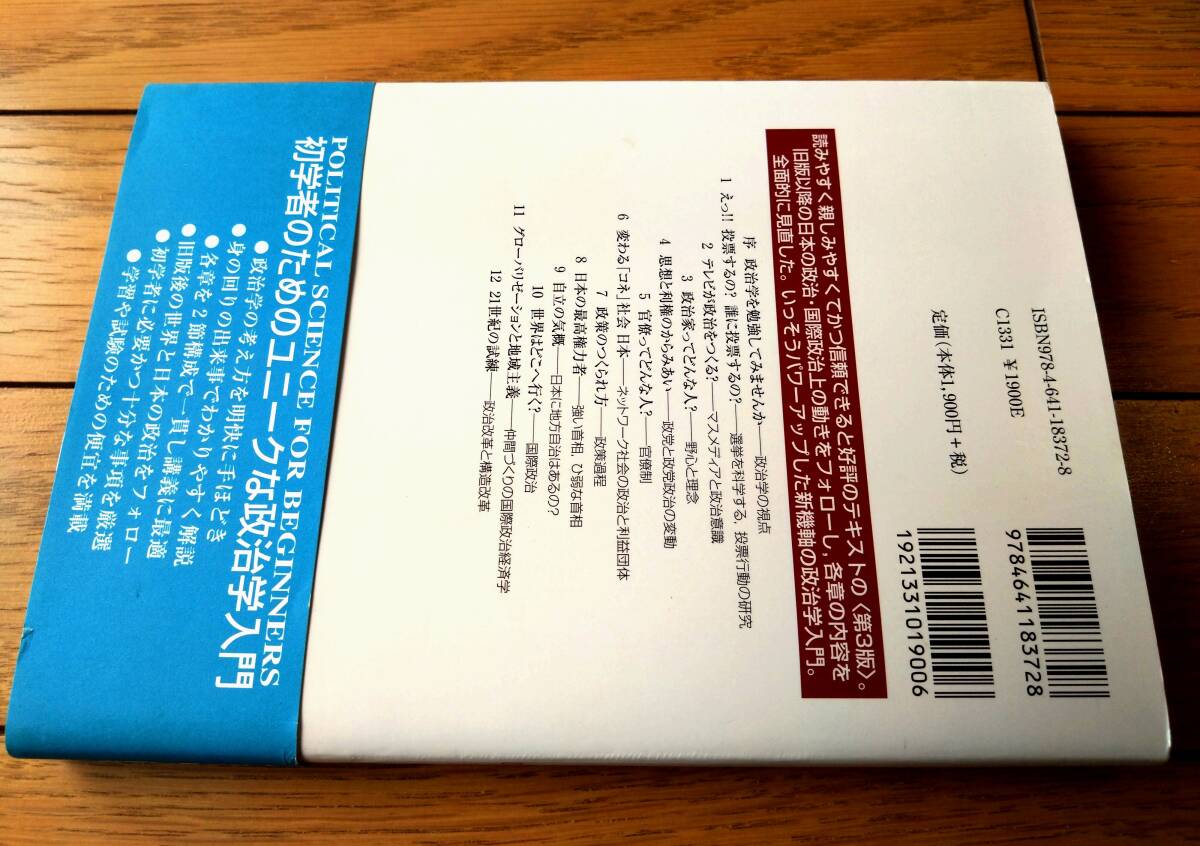 ISBN978-4-641-18372-8
C1331 ¥1900E
定価(本体1,900円+税)
9784641183728
1921331019006
読みやすく親しみやすくてかつ信頼できると好評のテキストの〈第3版〉。
旧版以降の日本の政治・国際政治上の動きをフォローし,各章の内容を
全面的に見直した。いっそうパワーアップした新機軸の政治学入門。
序 政治学を勉強してみませんか――政治学の視点
1 えっ!! 投票するの? 誰に投票するの?――選挙を科学する,投票行動の研究
2 テレビが政治をつくる?――マスメディアと政治意識
3 政治家ってどんな人?――野心と理念
4 思想と利権のからみあい――政党と政党政治の変動
5 官僚ってどんな人?――官僚制
6 変わる「コネ」社会 日本――ネットワーク社会の政治と利益団体
7 政策のつくられ方――政策過程
8 日本の最高権力者――強い首相,ひ弱な首相
9 自立の気概――日本に地方自治はあるの?
10 世界はどこへ行く?――国際政治
11 グローバリゼーションと地域主義――仲間づくりの国際政治経済学
12 21世紀の試練――政治改革と構造改革
POLITICAL SCIENCE FOR BEGINNERS
初学者のためのユニークな政治学入門
●政治学の考え方を明快に手ほどき
●身の回りの出来事でわかりやすく解説
●各章を2節構成で一貫し講義に最適
●旧版後の世界と日本の政治をフォロー
●初学者に必要かつ十分な事項を厳選
●学習や試験のための便宜を満載